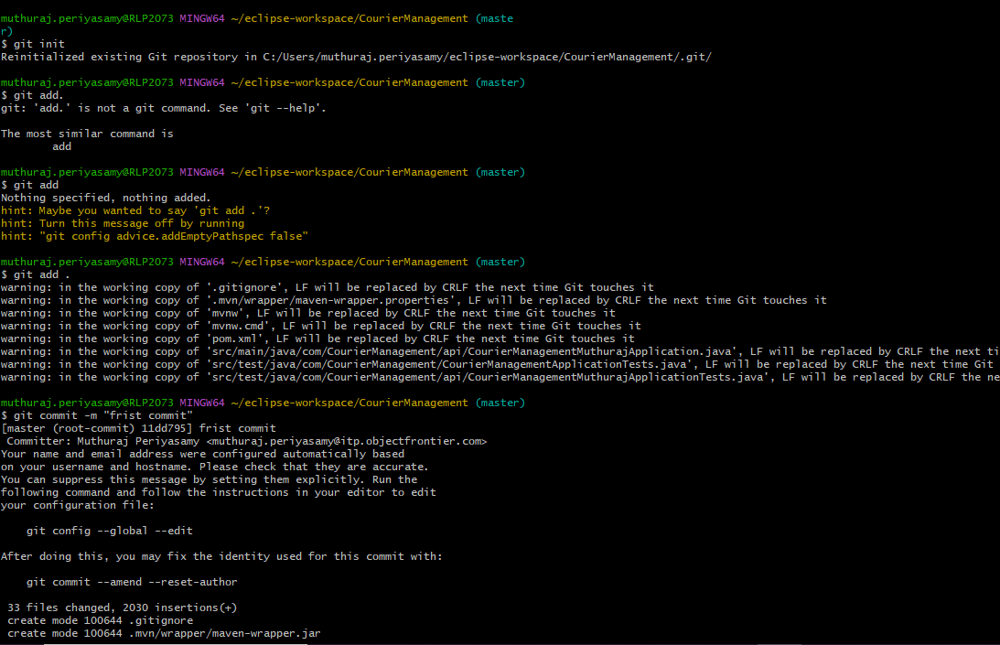 muthuraj.periyasamy@RLP2073 MINGW64 ~/eclipse-workspace/CourierManagement (maste
r)
$ git init
Reinitialized existing Git repository in C:/Users/muthuraj.periyasamy/eclipse-workspace/CourierManagement/.git/
muthuraj.periyasamy@RLP2073 MINGW64 ~/eclipse-workspace/CourierManagement (master)
$ git add.
git: 'add.' is not a git command. See 'git --help'.
The most similar command is
        add
muthuraj.periyasamy@RLP2073 MINGW64 ~/eclipse-workspace/CourierManagement (master)
$ git add
Nothing specified, nothing added.
hint: Maybe you wanted to say 'git add .'?
hint: Turn this message off by running
hint: "git config advice.addEmptyPathspec false"
muthuraj.periyasamy@RLP2073 MINGW64 ~/eclipse-workspace/CourierManagement (master)
$ git add .
warning: in the working copy of '.gitignore', LF will be replaced by CRLF the next time Git touches it
warning: in the working copy of '.mvn/wrapper/maven-wrapper.properties', LF will be replaced by CRLF the next time Git touches it
warning: in the working copy of 'mvnw', LF will be replaced by CRLF the next time Git touches it
warning: in the working copy of 'mvnw.cmd', LF will be replaced by CRLF the next time Git touches it
warning: in the working copy of 'pom.xml', LF will be replaced by CRLF the next time Git touches it
warning: in the working copy of 'src/main/java/com/CourierManagement/api/CourierManagementMuthurajApplication.java', LF will be replaced by CRLF the next ti
warning: in the working copy of 'src/test/java/com/CourierManagement/CourierManagementApplicationTests.java', LF will be replaced by CRLF the next time Git
warning: in the working copy of 'src/test/java/com/CourierManagement/api/CourierManagementMuthurajApplicationTests.java', LF will be replaced by CRLF the ne
muthuraj.periyasamy@RLP2073 MINGW64 ~/eclipse-workspace/CourierManagement (master)
$ git commit -m "frist commit"
[master (root-commit) 11dd795] frist commit
 Committer: Muthuraj Periyasamy <muthuraj.periyasamy@itp.objectfrontier.com>
Your name and email address were configured automatically based
on your username and hostname. Please check that they are accurate.
You can suppress this message by setting them explicitly. Run the
following command and follow the instructions in your editor to edit
your configuration file:
    git config --global --edit
After doing this, you may fix the identity used for this commit with:
    git commit --amend --reset-author
 33 files changed, 2030 insertions(+)
 create mode 100644 .gitignore
 create mode 100644 .mvn/wrapper/maven-wrapper.jar